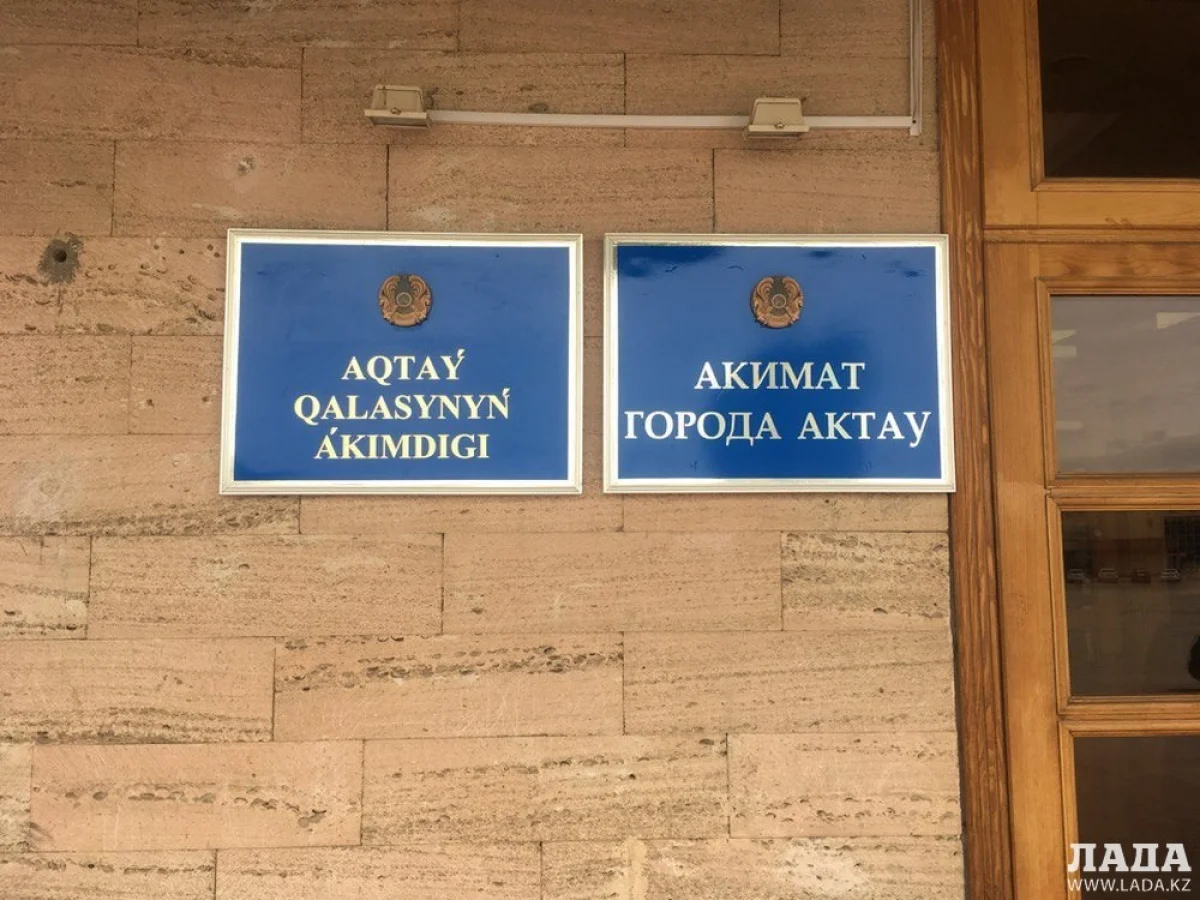 AQTAÝ
QALASYNYŃ
ÁKIMDIGI
АКИМАТ
ГОРОДА АКТАУ
ЛАДА
WWW.LADA.KZ